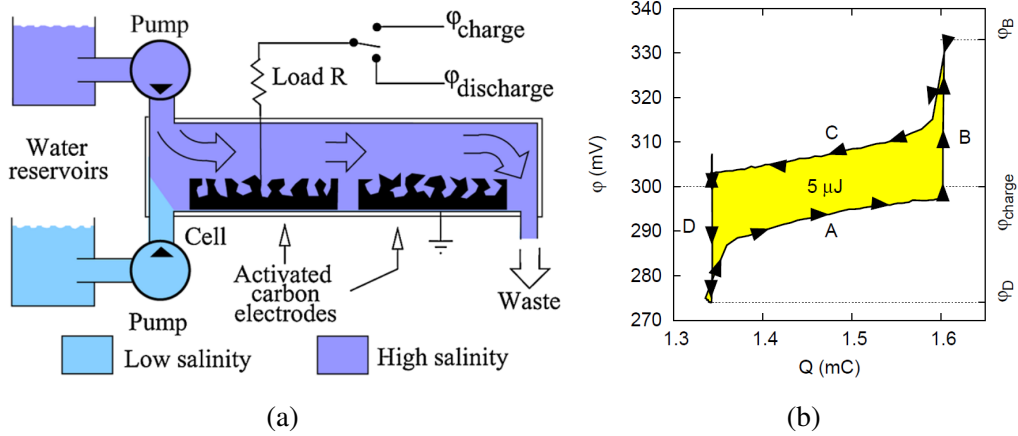 Pump
φcharge
Load R
φdischarge
Water
reservoirs
Cell
Activated
carbon
electrodes
Waste
Pump
Low salinity
High salinity
(a)
340
330
320
310
300
290
280
270
φ (mV)
1.3
1.4
1.5
1.6
Q (mC)
A
B
C
D
5 μJ
φB
φcharge
φD
(b)